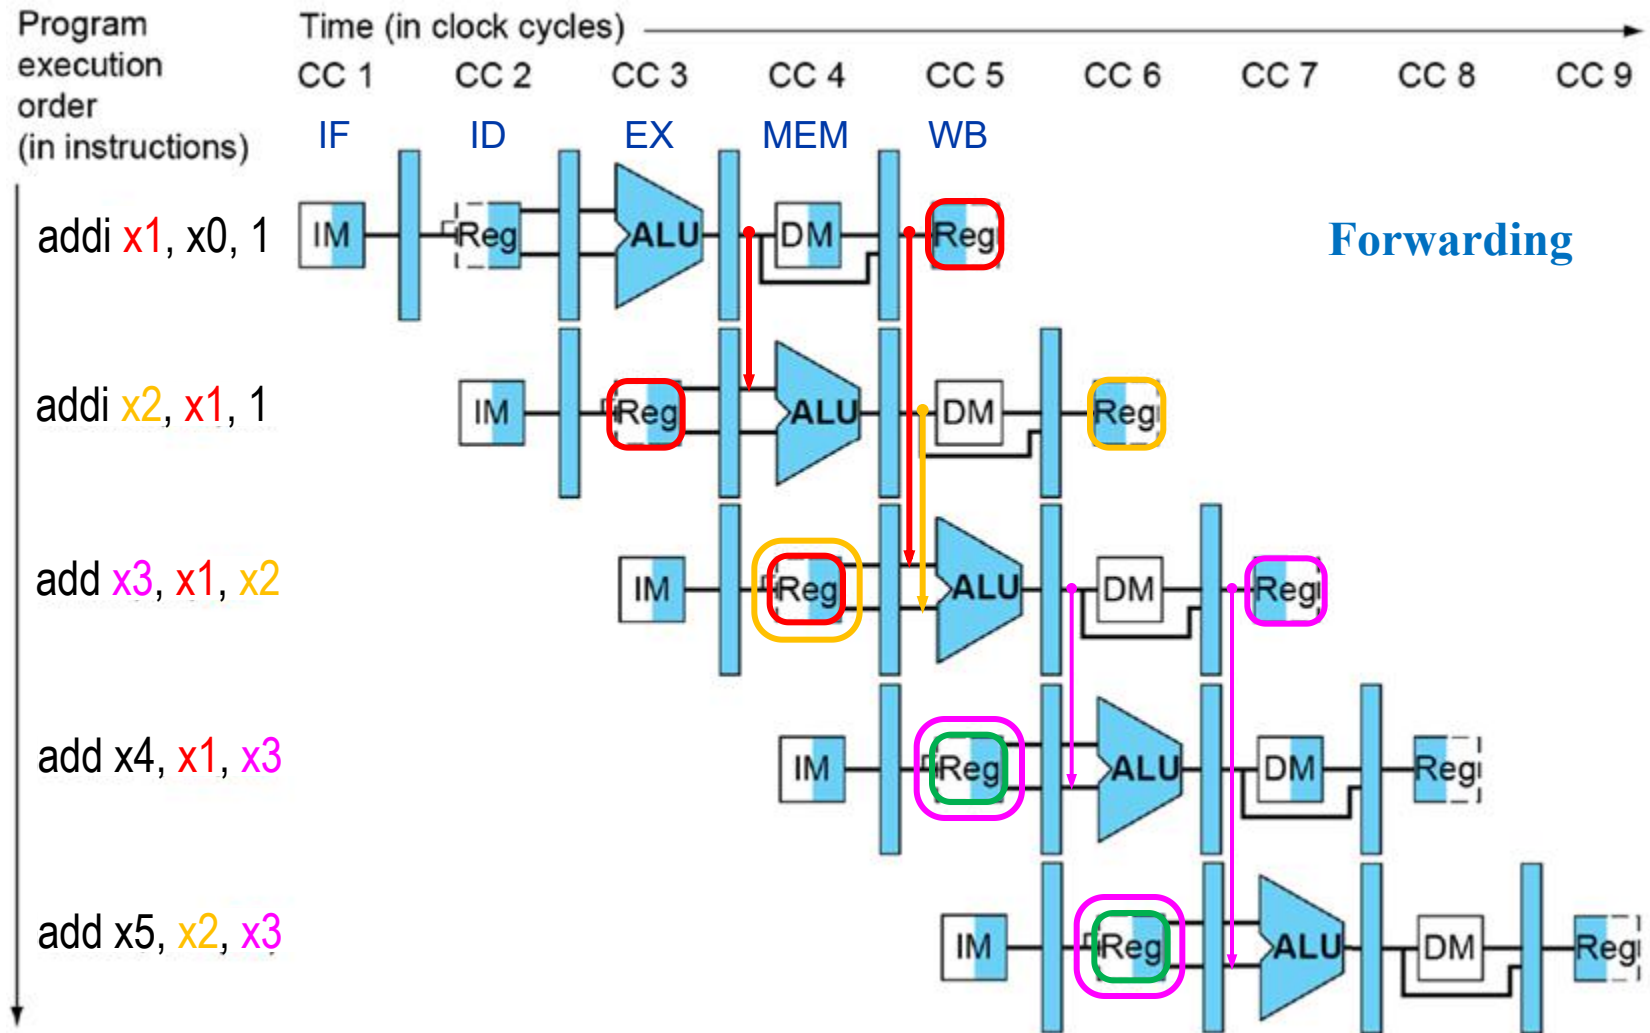 Program
execution
order
(in instructions)
Time (in clock cycles)
CC 1 CC 2 CC 3 CC 4 CC 5 CC 6 CC 7 CC 8 CC 9
IF ID EX MEM WB
Forwarding
addi x1, x0, 1 IM Reg ALU DM Reg
addi x2, x1, 1 IM Reg ALU DM Reg
add x3, x1, x2 IM Reg ALU DM Reg
add x4, x1, x3 IM Reg ALU DM Reg
add x5, x2, x3 IM Reg ALU DM Reg